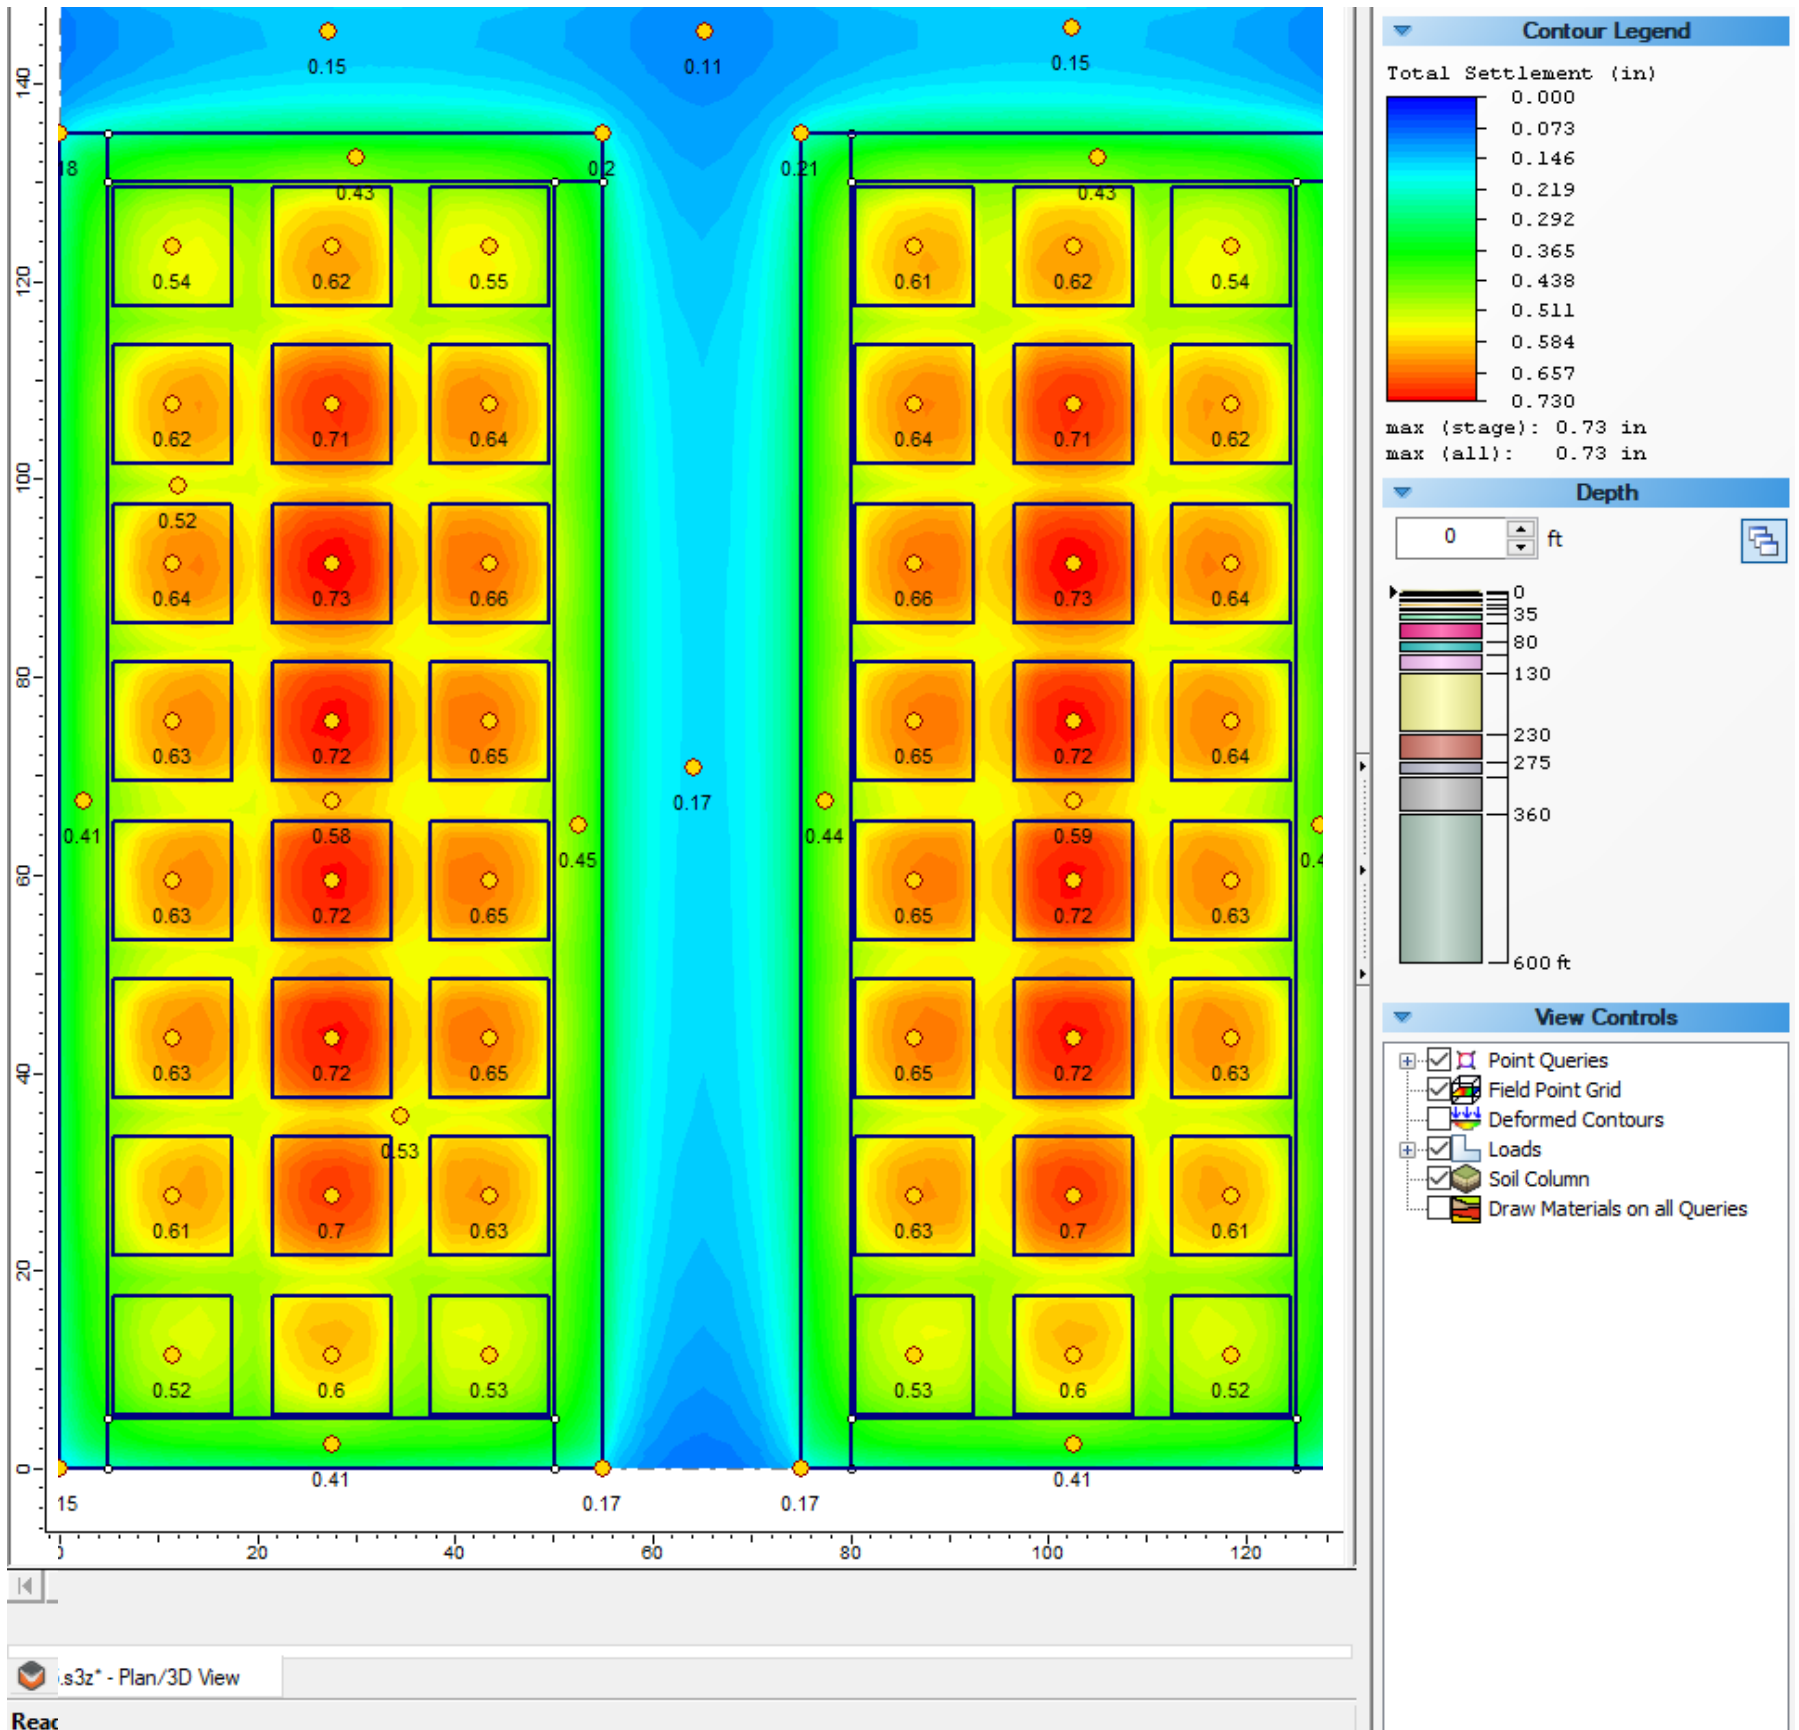 0.15 0.11 0.15
140
18 0.2 0.21
0.43 0.43
120
0.54 0.62 0.55 0.61 0.62 0.54
0.62 0.71 0.64 0.64 0.71 0.62
100
0.52
0.64 0.73 0.66 0.66 0.73 0.64
80
0.63 0.72 0.65 0.65 0.72 0.64
0.17
0.41 0.58 0.44 0.59
0.45 0.4
60
0.63 0.72 0.65 0.65 0.72 0.63
40
0.63 0.72 0.65 0.65 0.72 0.63
0.53
0.61 0.7 0.63 0.63 0.7 0.61
20
0.52 0.6 0.53 0.53 0.6 0.52
0
0.41 0.41
15 0.17 0.17
0 20 40 60 80 100 120
.s3z* - Plan/3D View
Contour Legend
Total Settlement (in)
0.000
0.073
0.146
0.219
0.292
0.365
0.438
0.511
0.584
0.657
0.730
max (stage): 0.73 in
max (all): 0.73 in
Depth
0 ft
0
35
80
130
230
275
360
600 ft
View Controls
Point Queries
Field Point Grid
Deformed Contours
Loads
Soil Column
Draw Materials on all Queries